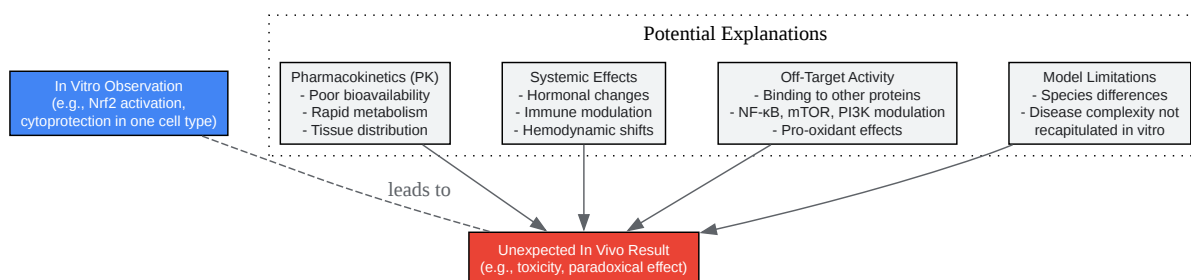 Potential Explanations
In Vitro Observation
(e.g., Nrf2 activation,
cytoprotection in one cell type)
Pharmacokinetics (PK)
- Poor bioavailability
- Rapid metabolism
- Tissue distribution
Systemic Effects
- Hormonal changes
- Immune modulation
- Hemodynamic shifts
Off-Target Activity
- Binding to other proteins
- NF-κB, mTOR, PI3K modulation
- Pro-oxidant effects
Model Limitations
- Species differences
- Disease complexity not
recapitulated in vitro
leads to
Unexpected In Vivo Result
(e.g., toxicity, paradoxical effect)